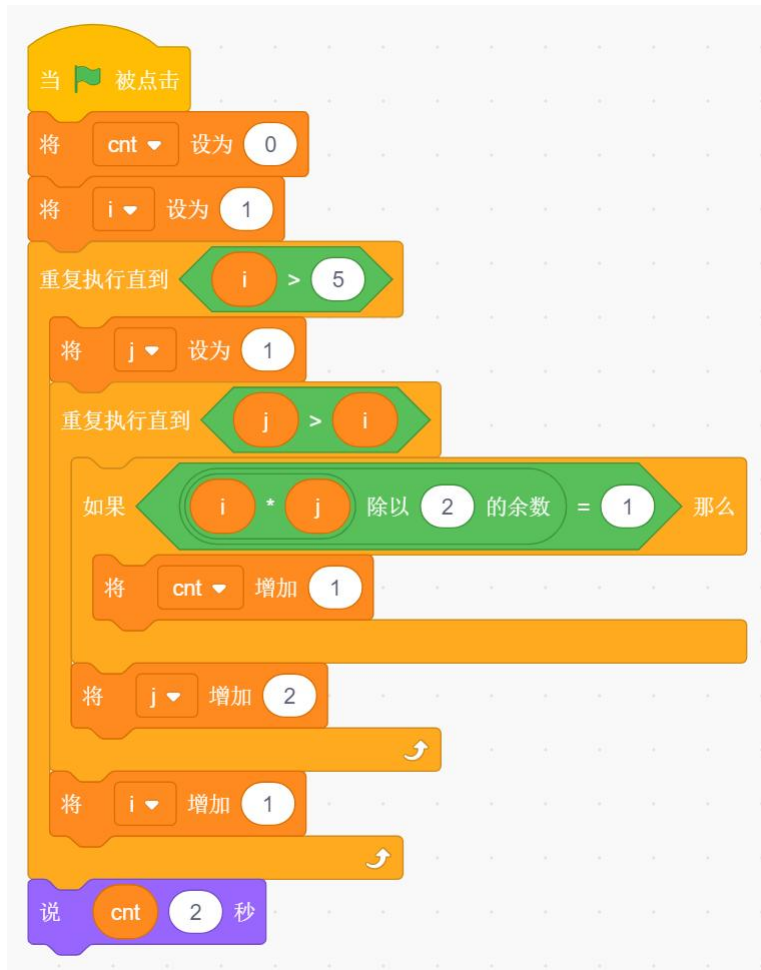 当 被点击
将 cnt 设为 0
将 i 设为 1
重复执行直到 i > 5
将 j 设为 1
重复执行直到 j > i
如果 i * j 除以 2 的余数 = 1 那么
将 cnt 增加 1
将 j 增加 2
将 i 增加 1
说 cnt 2 秒